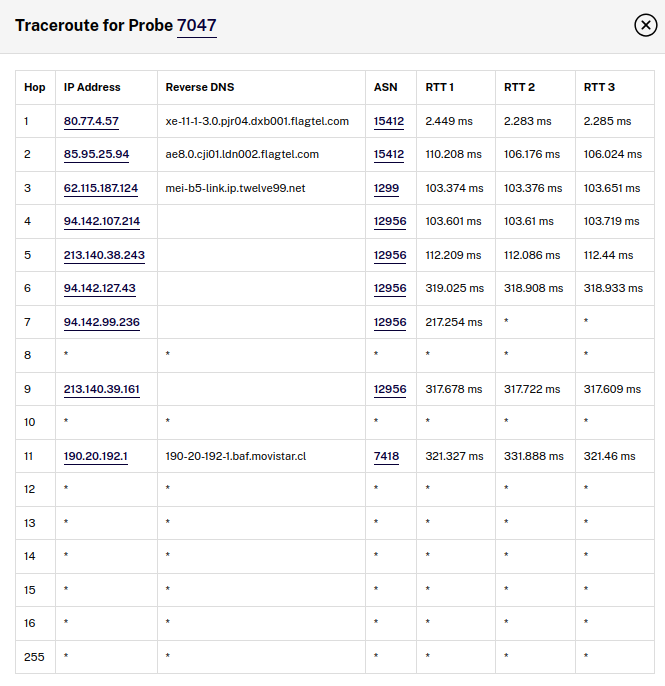 Traceroute for Probe 7047
Hop IP Address Reverse DNS ASN RTT 1 RTT 2 RTT 3
1 80.77.4.57 xe-11-1-3.0.pjr04.dxb001.flagtel.com 15412 2.449 ms 2.283 ms 2.285 ms
2 85.95.25.94 ae8.0.cji01.ldn002.flagtel.com 15412 110.208 ms 106.176 ms 106.024 ms
3 62.115.187.124 mei-b5-link.ip.twelve99.net 1299 103.374 ms 103.376 ms 103.651 ms
4 94.142.107.214 12956 103.601 ms 103.61 ms 103.719 ms
5 213.140.38.243 12956 112.209 ms 112.086 ms 112.44 ms
6 94.142.127.43 12956 319.025 ms 318.908 ms 318.933 ms
7 94.142.99.236 12956 217.254 ms * *
8 * * * * * *
9 213.140.39.161 12956 317.678 ms 317.722 ms 317.609 ms
10 * * * * * *
11 190.20.192.1 190-20-192-1.baf.movistar.cl 7418 321.327 ms 331.888 ms 321.46 ms
12 * * * * * *
13 * * * * * *
14 * * * * * *
15 * * * * * *
16 * * * * * *
255 * * * * * *